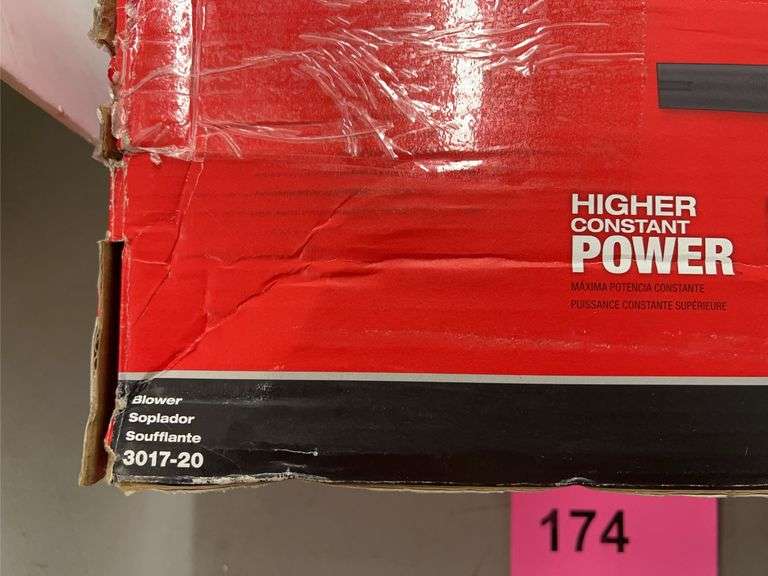 HIGHER
CONSTANT
POWER
MÁXIMA POTENCIA CONSTANTE
PUISSANCE CONSTANTE SUPÉRIEURE
Blower
Soplador
Soufflante
3017-20
174